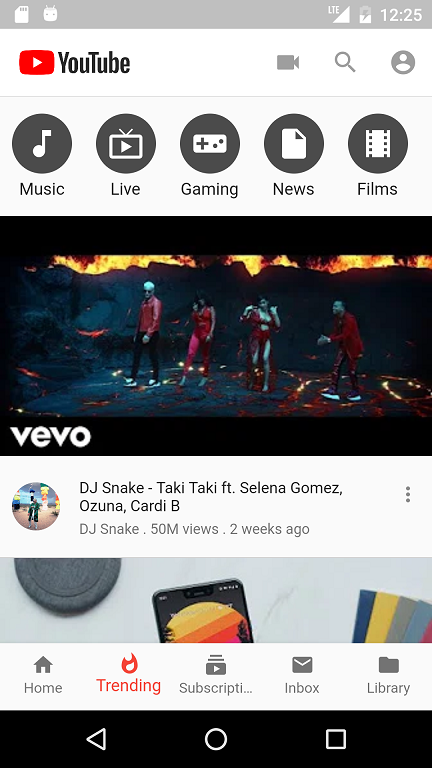 LTE 12:25
YouTube
Music Live Gaming News Films
vevo
DJ Snake - Taki Taki ft. Selena Gomez,
Ozuna, Cardi B
DJ Snake . 50M views . 2 weeks ago
Home Trending Subscripti... Inbox Library